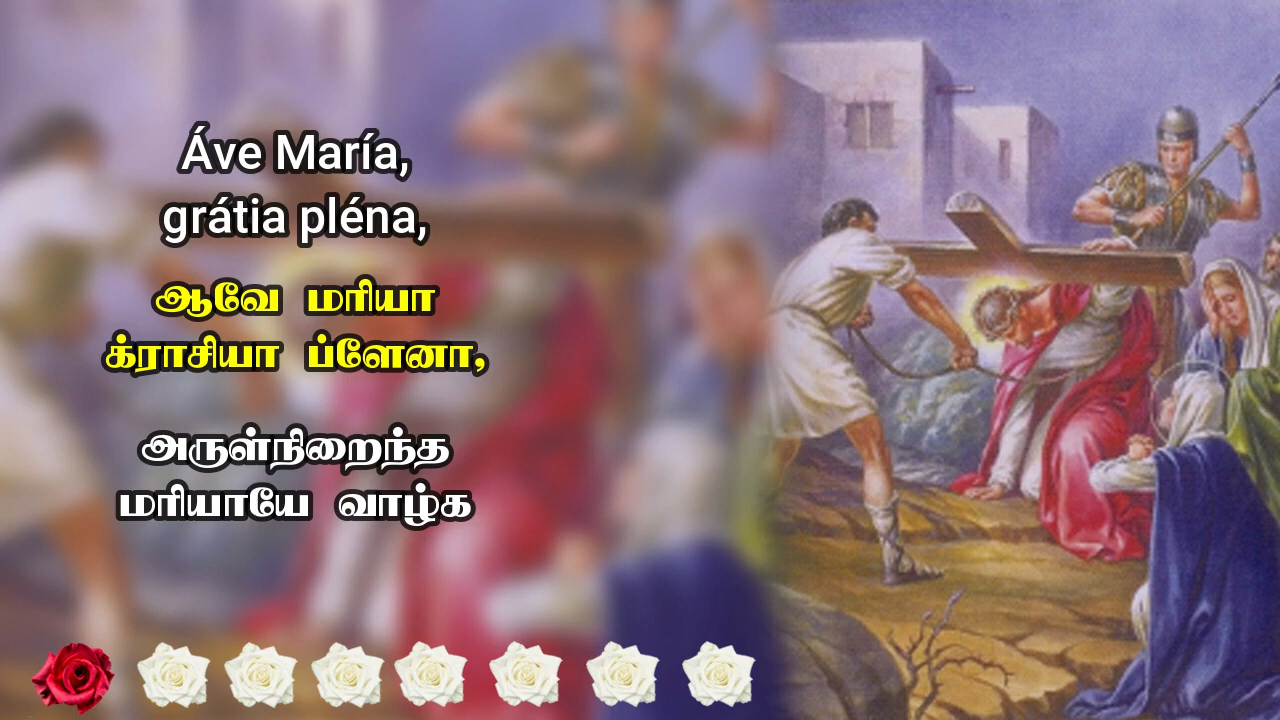 Áve María,
grátia pléna,
ஆவே மரியா
க்ராசியா ப்ளேனா,
அருள்நிறைந்த
மரியாயே வாழ்க